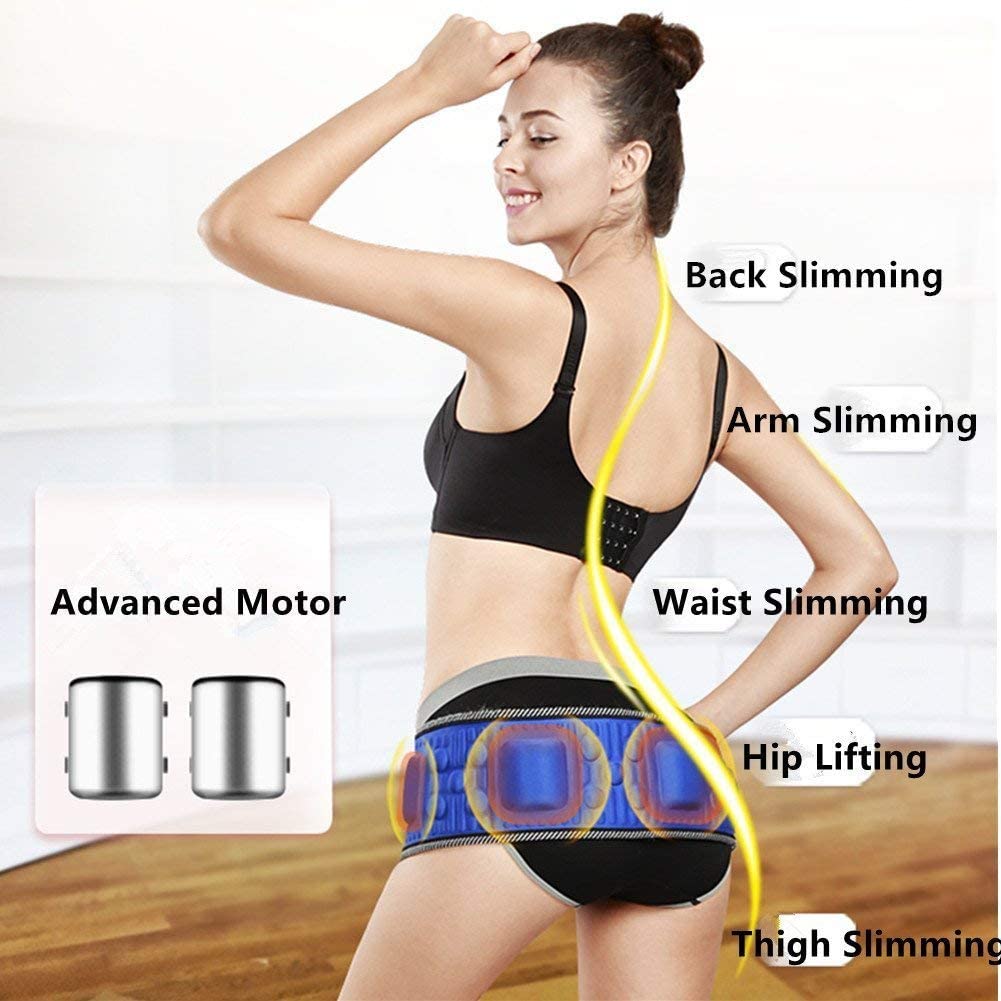 Back Slimming
Arm Slimming
Advanced Motor
Waist Slimming
Hip Lifting
Thigh Slimming